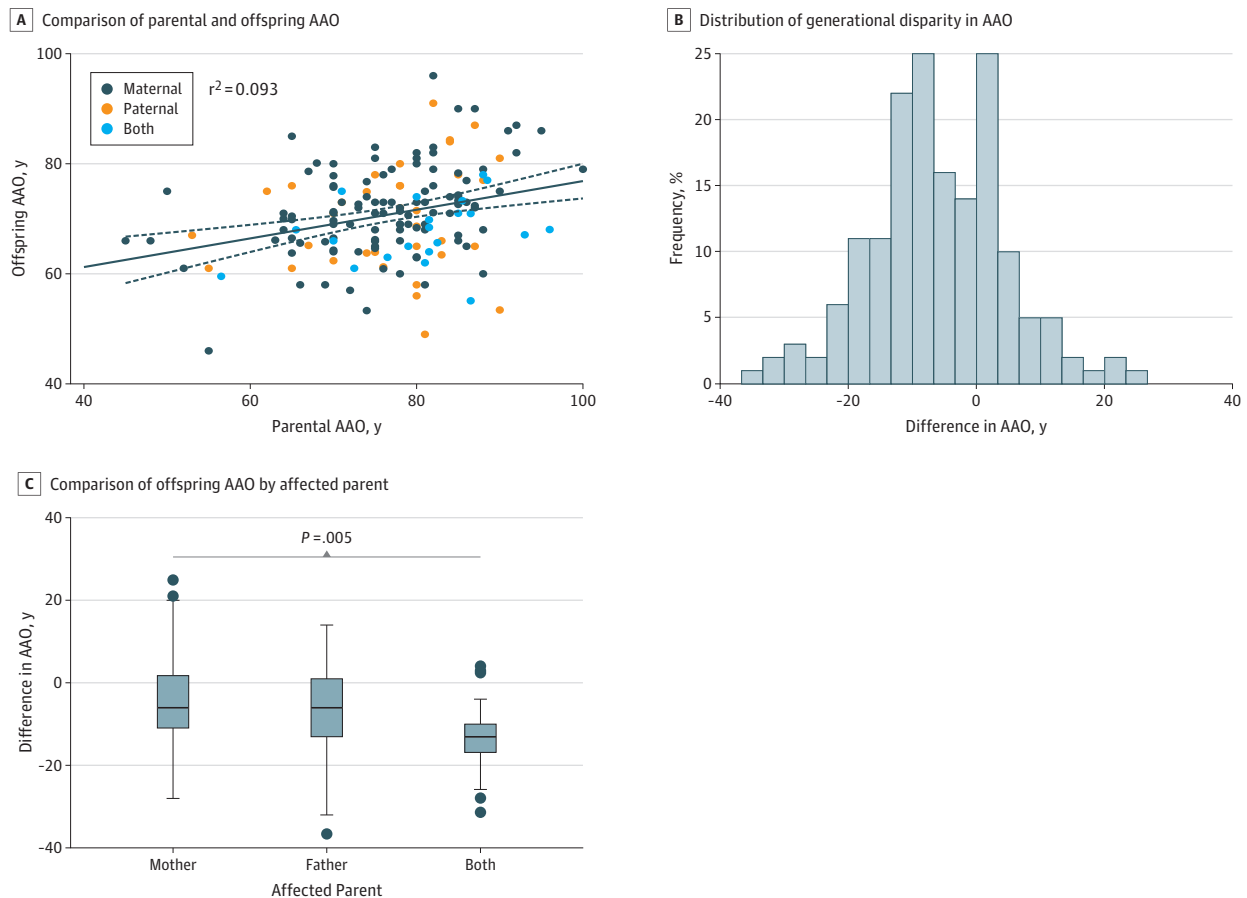 A Comparison of parental and offspring AAO
100
80
60
40
Offspring AAO, y
Maternal
Paternal
Both
r² = 0.093
40 60 80 100
Parental AAO, y
B Distribution of generational disparity in AAO
25
20
15
10
5
0
Frequency, %
-40 -20 0 20 40
Difference in AAO, y
C Comparison of offspring AAO by affected parent
40
20
0
-20
-40
Difference in AAO, y
P = .005
Mother Father Both
Affected Parent